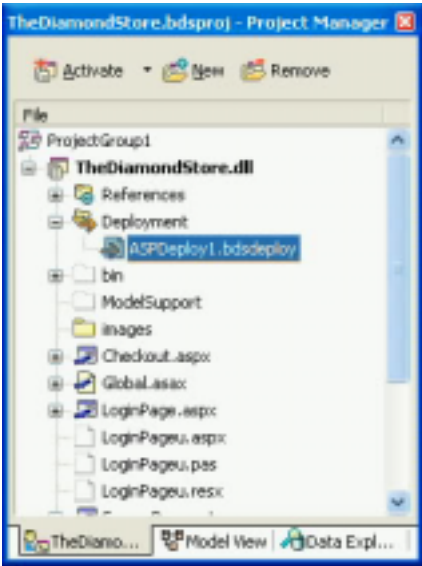 TheDiamondStore.bdsproj - Project Manager
Activate New Remove
File
ProjectGroup1
TheDiamondStore.dll
References
Deployment
ASPDeploy1.bdsdeploy
bin
ModelSupport
images
Checkout.aspx
Global.asax
LoginPage.aspx
LoginPageu.aspx
LoginPageu.pas
LoginPageu.resx
TheDiamo... Model View Data Expl...